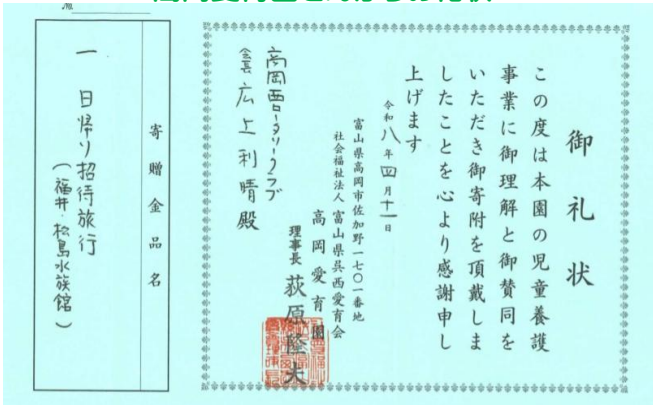 御礼状
この度は本園の児童養護
事業に御理解と御賛同を
いただき御寄附を頂戴しま
したことを心より感謝申し
上げます
令和八年四月十一日
富山県高岡市佐加野一七〇一番地
社会福祉法人 富山県呉西愛育会
高岡愛育園
理事長 荻原隆夫
高岡西ロータリークラブ
会長 広上利晴 殿
寄贈金品名
一 日帰り招待旅行
(福井・松島水族館)